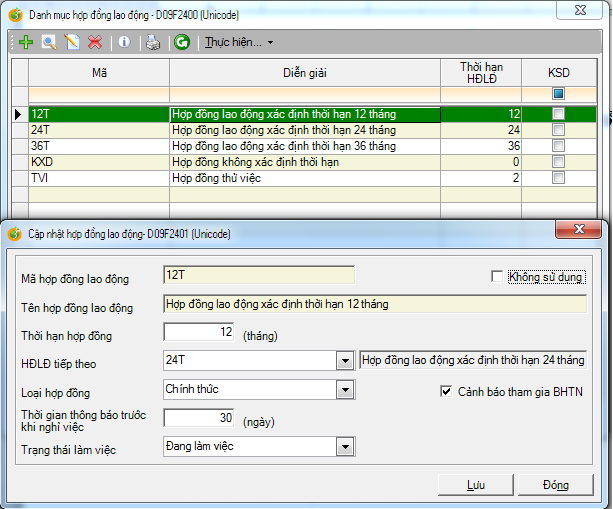 Danh mục hợp đồng lao động - D09F2400 (Unicode)
Thực hiện...
Mã Diễn giải Thời hạn HĐLĐ KSD
12T Hợp đồng lao động xác định thời hạn 12 tháng 12
24T Hợp đồng lao động xác định thời hạn 24 tháng 24
36T Hợp đồng lao động xác định thời hạn 36 tháng 36
KXD Hợp đồng không xác định thời hạn 0
TVI Hợp đồng thử việc 2
Cập nhật hợp đồng lao động- D09F2401 (Unicode)
Mã hợp đồng lao động 12T Không sử dụng
Tên hợp đồng lao động Hợp đồng lao động xác định thời hạn 12 tháng
Thời hạn hợp đồng 12 (tháng)
HĐLĐ tiếp theo 24T Hợp đồng lao động xác định thời hạn 24 tháng
Loại hợp đồng Chính thức Cảnh báo tham gia BHTN
Thời gian thông báo trước
khi nghỉ việc 30 (ngày)
Trạng thái làm việc Đang làm việc
Lưu Đóng